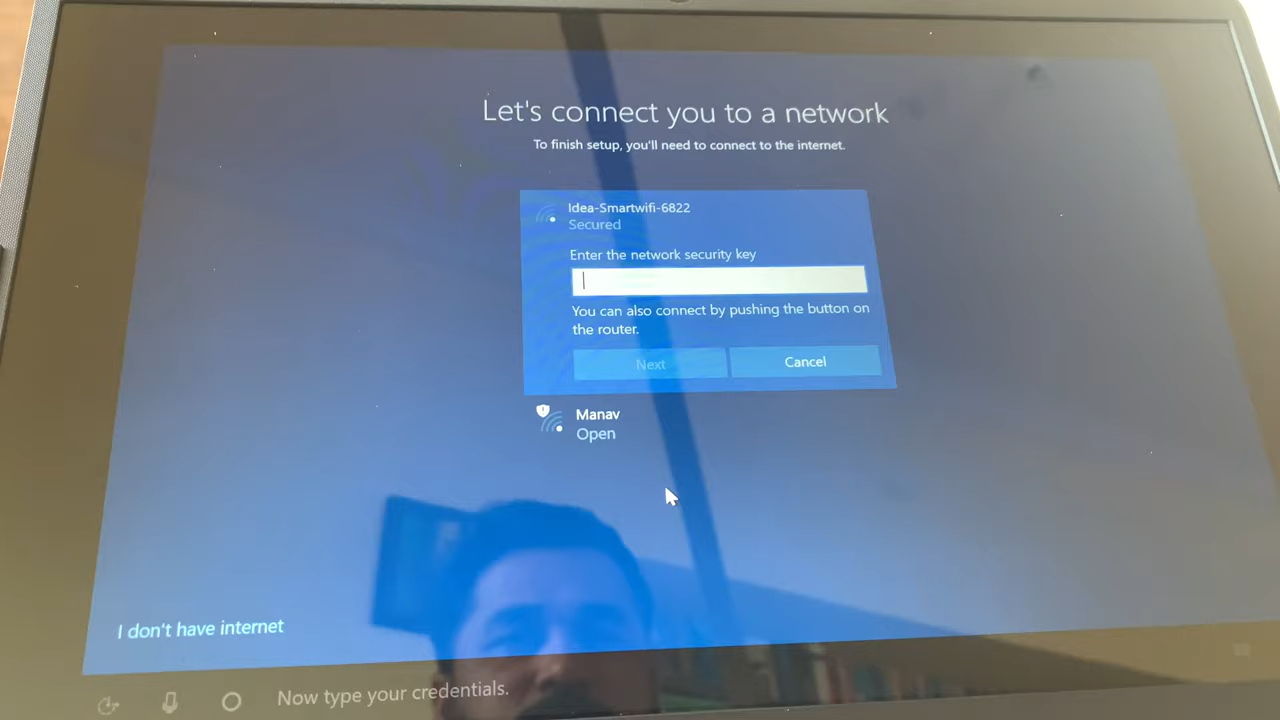 Let's connect you to a network
To finish setup, you'll need to connect to the internet.
Idea-Smartwifi-6822
Secured
Enter the network security key
You can also connect by pushing the button on
the router.
Next
Cancel
Manav
Open
I don't have internet
Now type your credentials.